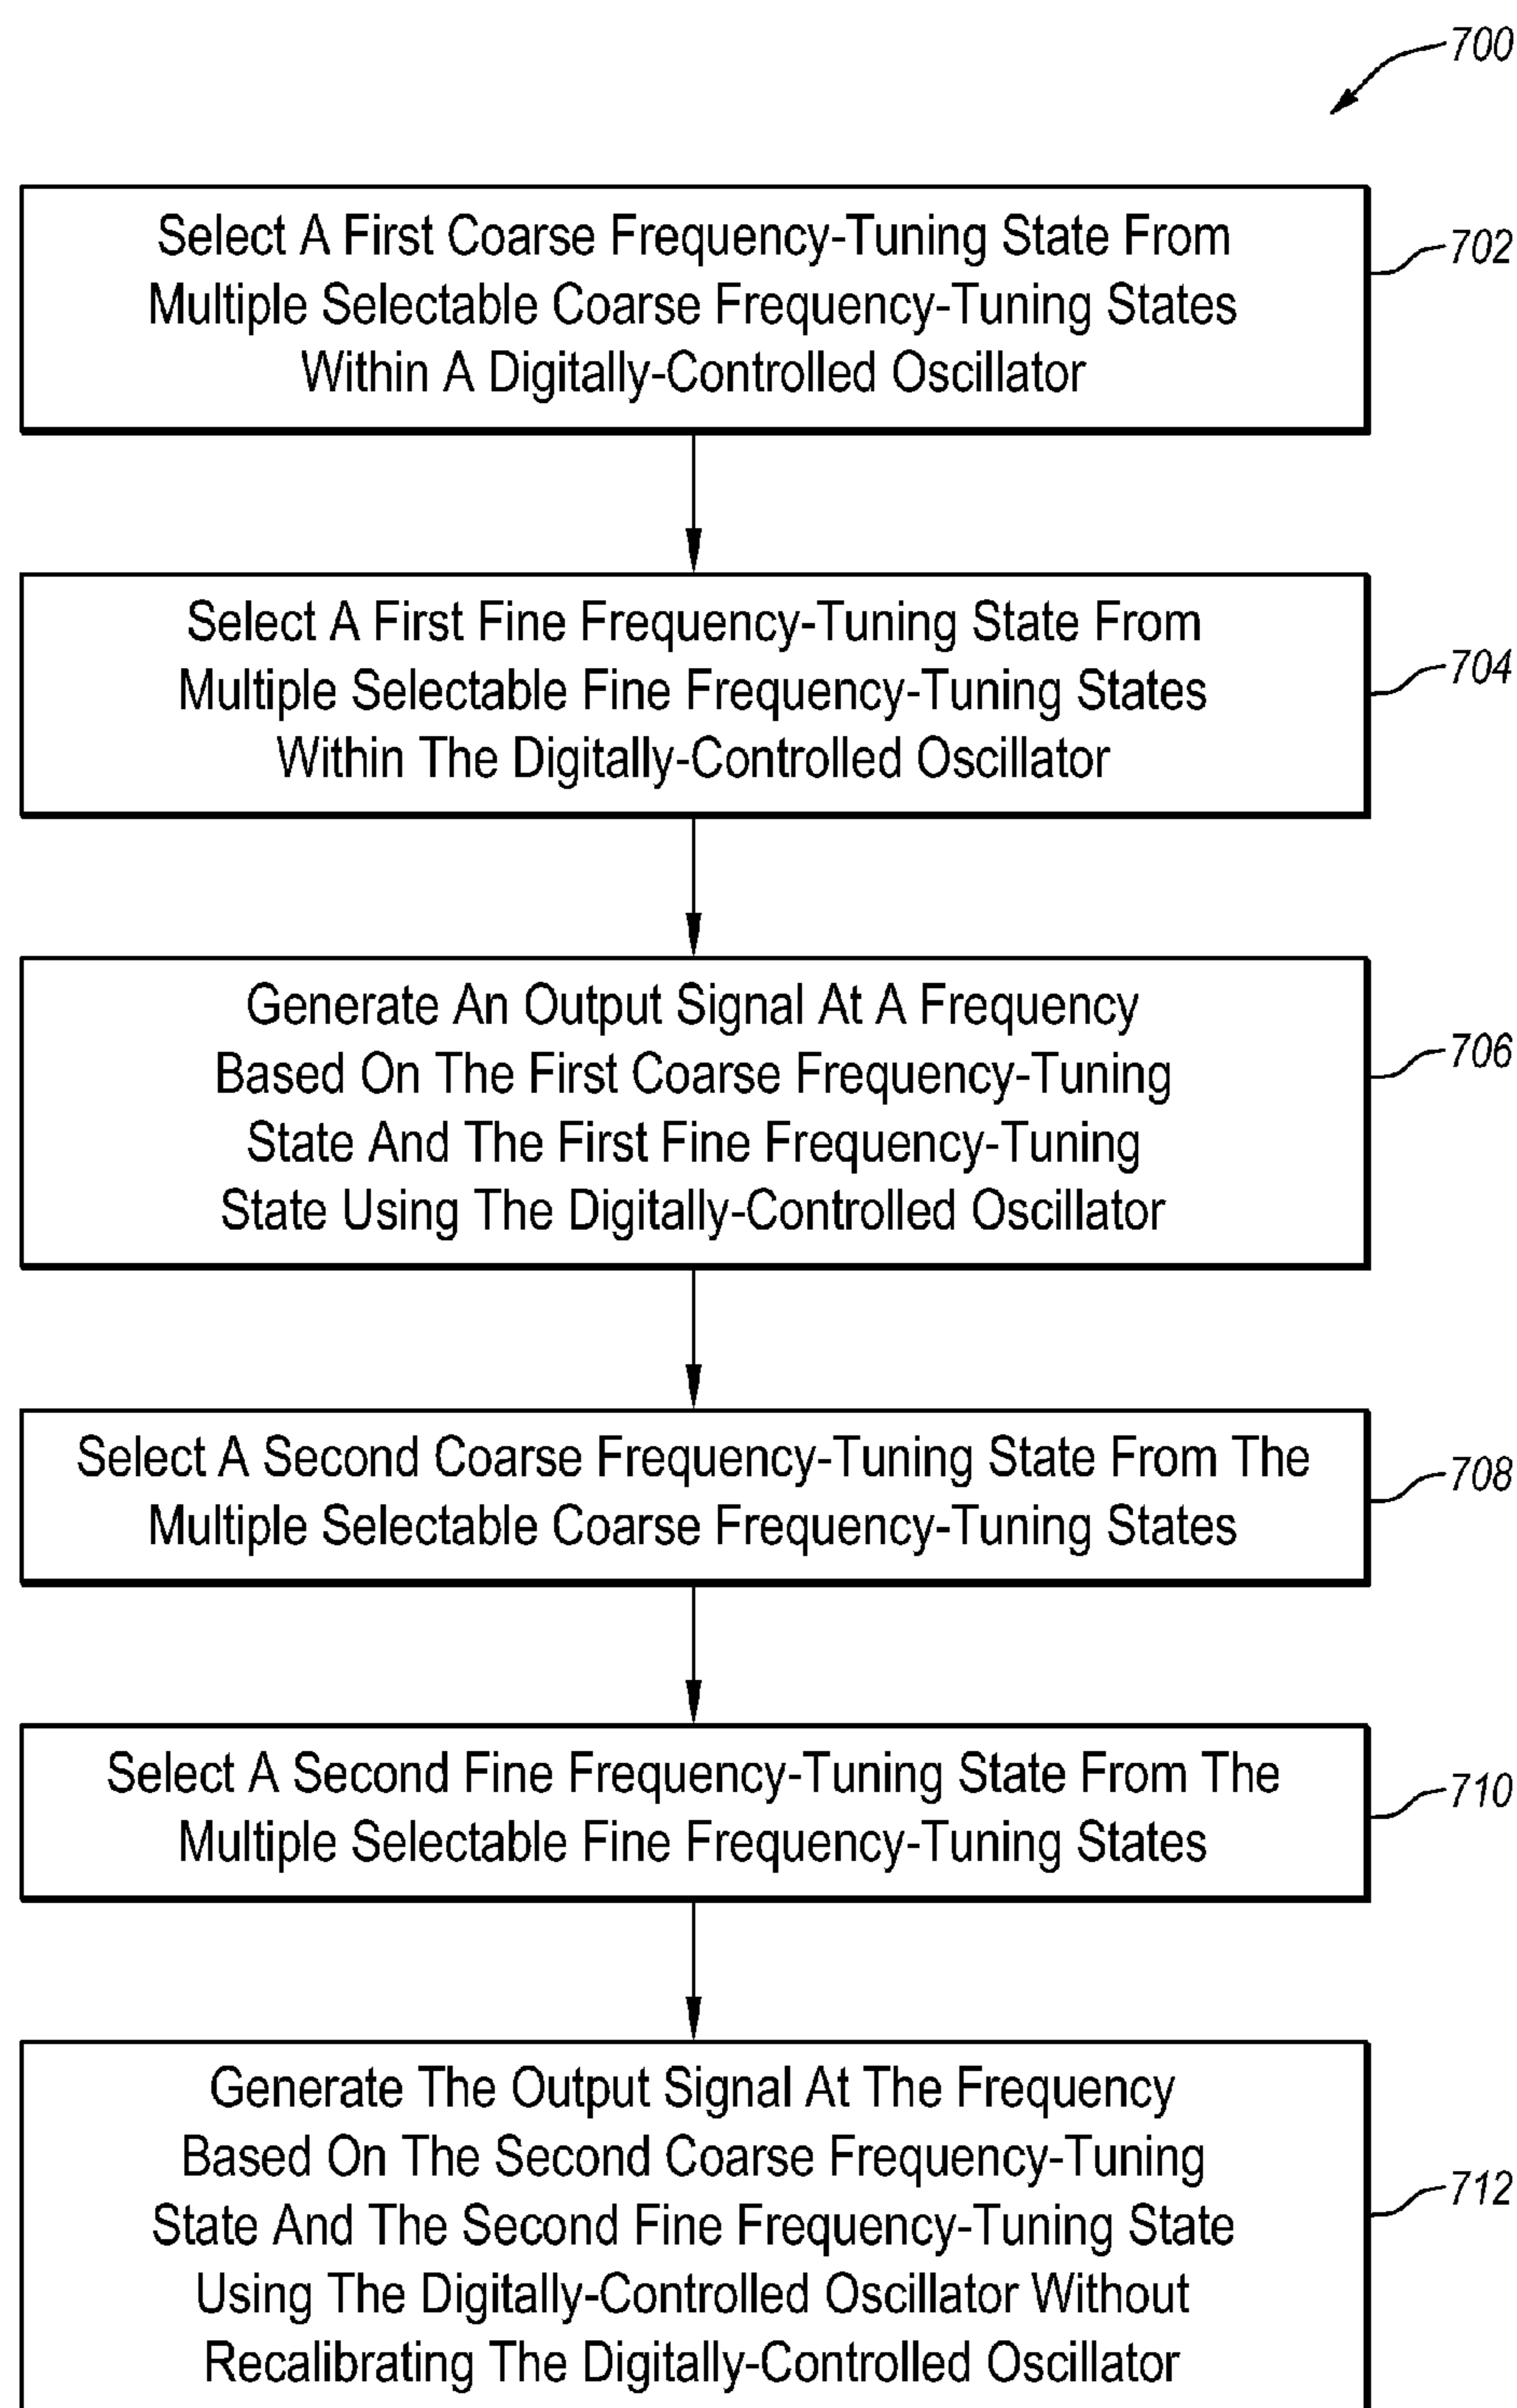 700
Select A First Coarse Frequency-Tuning State From
Multiple Selectable Coarse Frequency-Tuning States
Within A Digitally-Controlled Oscillator
702
Select A First Fine Frequency-Tuning State From
Multiple Selectable Fine Frequency-Tuning States
Within The Digitally-Controlled Oscillator
704
Generate An Output Signal At A Frequency
Based On The First Coarse Frequency-Tuning
State And The First Fine Frequency-Tuning
State Using The Digitally-Controlled Oscillator
706
Select A Second Coarse Frequency-Tuning State From The
Multiple Selectable Coarse Frequency-Tuning States
708
Select A Second Fine Frequency-Tuning State From The
Multiple Selectable Fine Frequency-Tuning States
710
Generate The Output Signal At The Frequency
Based On The Second Coarse Frequency-Tuning
State And The Second Fine Frequency-Tuning State
Using The Digitally-Controlled Oscillator Without
Recalibrating The Digitally-Controlled Oscillator
712